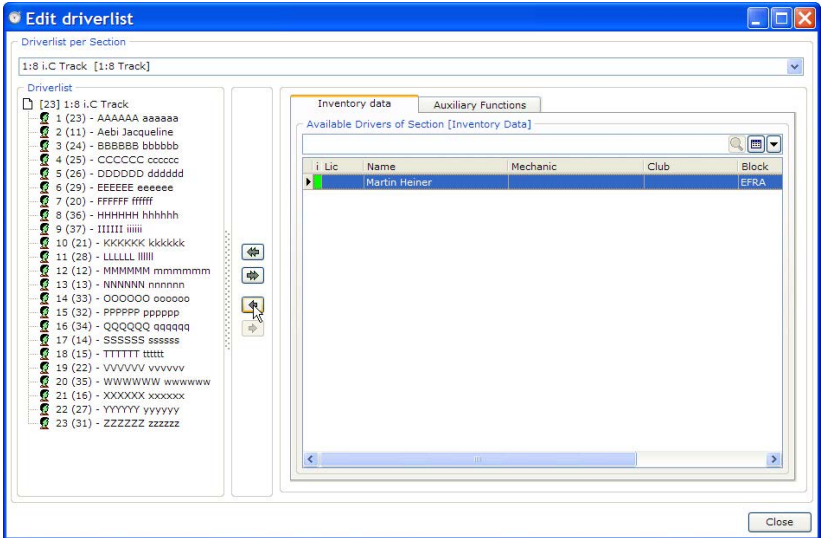 Edit driverlist
Driverlist per Section
1:8 i.C Track [1:8 Track]
Driverlist
[23] 1:8 i.C Track
1 (23) - AAAAAA aaaaaa
2 (11) - Aebi Jacqueline
3 (24) - BBBBBB bbbbbb
4 (25) - CCCCCC cccccc
5 (26) - DDDDDD dddddd
6 (29) - EEEEEE eeeeee
7 (20) - FFFFFF ffffff
8 (36) - HHHHHH hhhhhh
9 (37) - IIIIII iiiiii
10 (21) - KKKKKK kkkkkk
11 (28) - LLLLLL llllll
12 (12) - MMMMMM mmmmmm
13 (13) - NNNNNN nnnnnn
14 (33) - OOOOOO oooooo
15 (32) - PPPPPP pppppp
16 (34) - QQQQQQ qqqqqq
17 (14) - SSSSSS ssssss
18 (15) - TTTTTT tttttt
19 (22) - VVVVVV vvvvvv
20 (35) - WWWWWW wwwwww
21 (16) - XXXXXX xxxxxx
22 (27) - YYYYYY yyyyyy
23 (31) - ZZZZZZ zzzzzz
Inventory data Auxiliary Functions
Available Drivers of Section [Inventory Data]
i Lic Name Mechanic Club Block
Martin Heiner EFRA
Close